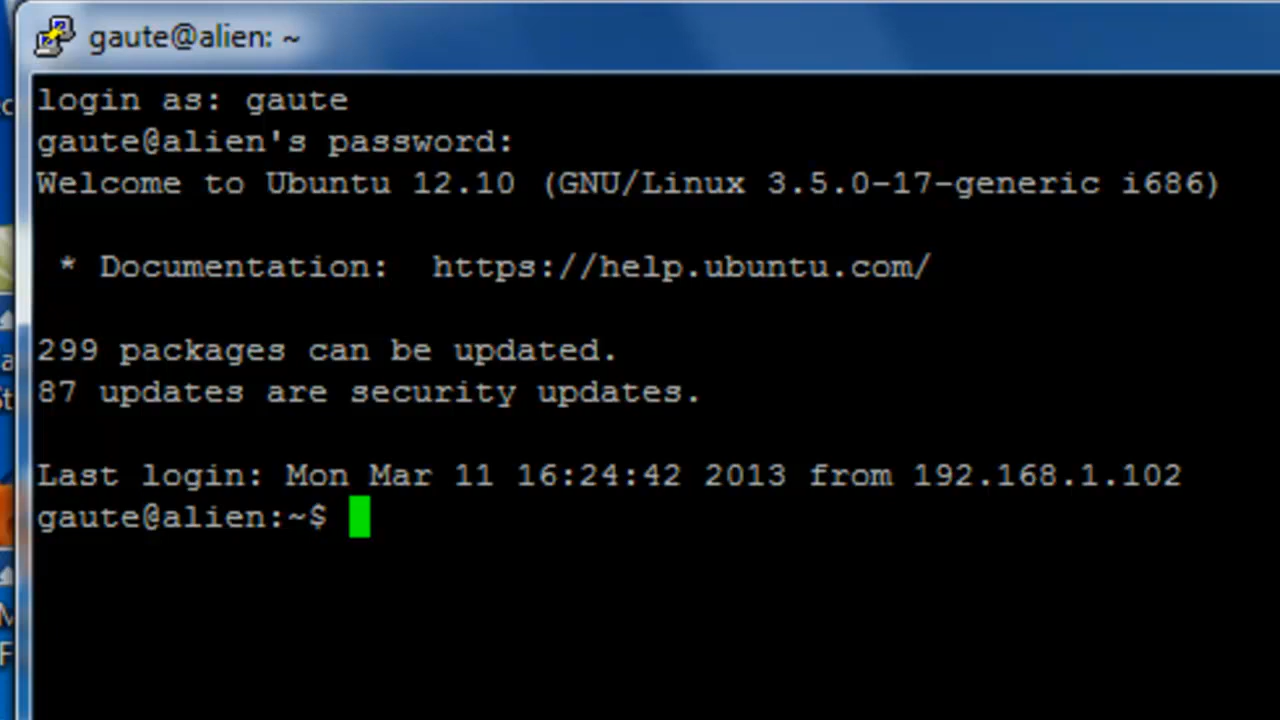 gaute@alien: ~
login as: gaute
gaute@alien's password:
Welcome to Ubuntu 12.10 (GNU/Linux 3.5.0-17-generic i686)
* Documentation:  https://help.ubuntu.com/
299 packages can be updated.
87 updates are security updates.
Last login: Mon Mar 11 16:24:42 2013 from 192.168.1.102
gaute@alien:~$